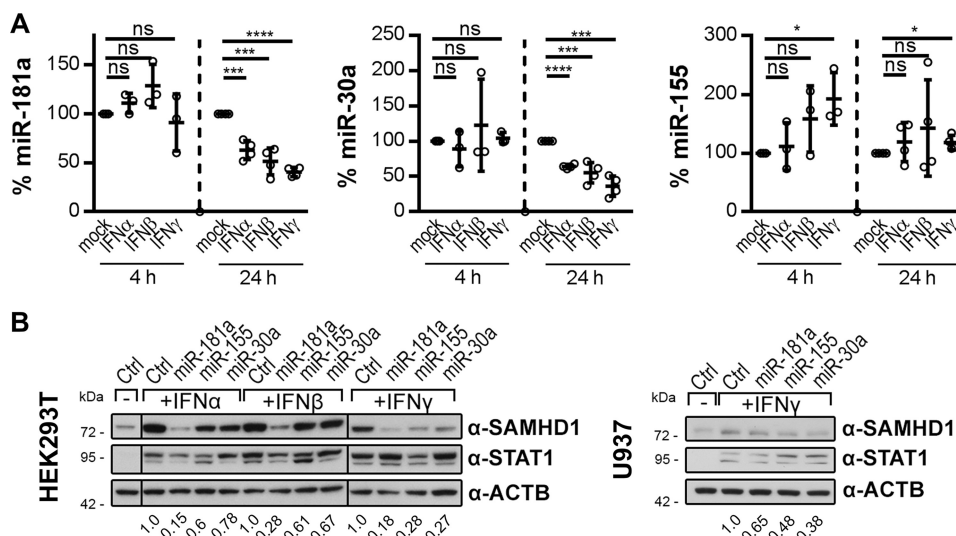 A
% miR-181a
150
100
50
0
ns
ns
ns
****
***
***
mock
IFNα
IFNβ
IFNγ
mock
IFNα
IFNβ
IFNγ
4 h
24 h
% miR-30a
250
200
150
100
50
0
ns
ns
ns
***
***
****
mock
IFNα
IFNβ
IFNγ
mock
IFNα
IFNβ
IFNγ
4 h
24 h
% miR-155
300
200
100
0
*
ns
ns
*
ns
ns
mock
IFNα
IFNβ
IFNγ
mock
IFNα
IFNβ
IFNγ
4 h
24 h
B
HEK293T
kDa
Ctrl
Ctrl
miR-181a
miR-155
miR-30a
Ctrl
miR-181a
miR-155
miR-30a
Ctrl
miR-181a
miR-155
miR-30a
- +IFNα +IFNβ +IFNγ
72 - α-SAMHD1
95 - α-STAT1
42 - α-ACTB
1.0 0.15 0.6 0.78 1.0 0.28 0.61 0.67 1.0 0.18 0.28 0.27
U937
kDa
Ctrl
Ctrl
miR-181a
miR-155
miR-30a
- +IFNγ
72 - α-SAMHD1
95 - α-STAT1
42 - α-ACTB
1.0 0.65 0.48 0.38